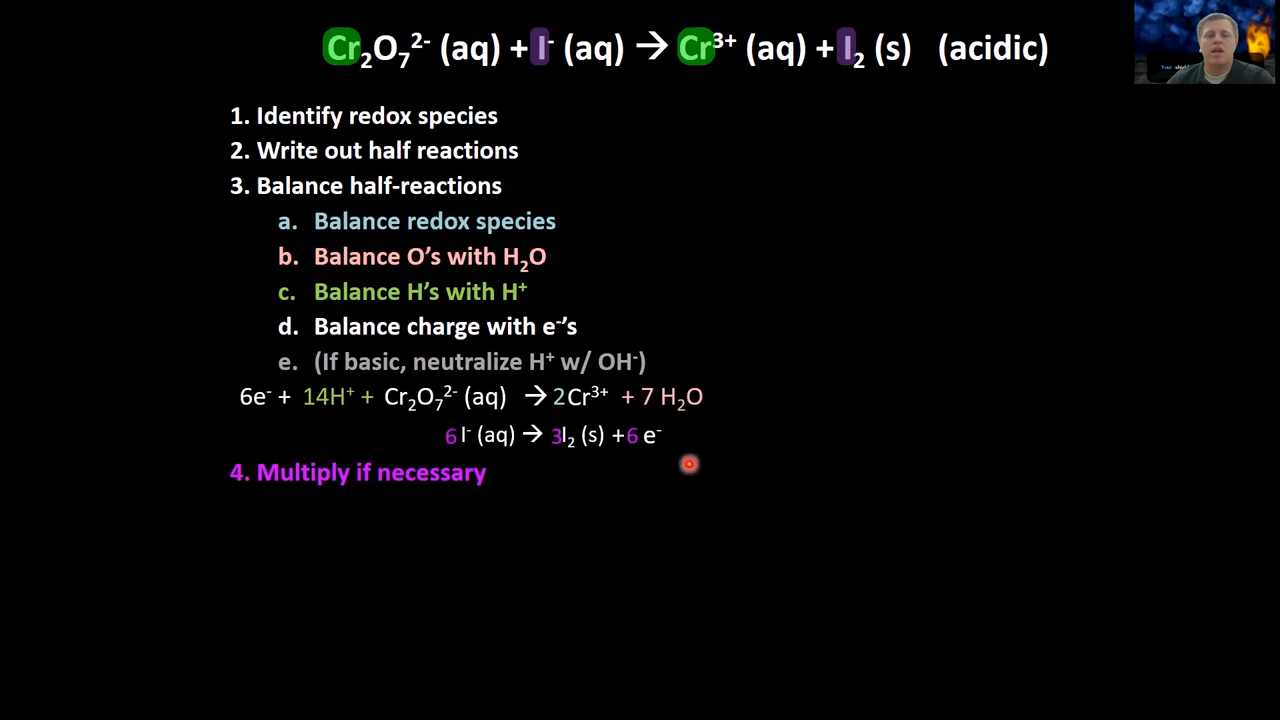 Cr₂O₇²⁻ (aq) + I⁻ (aq) → Cr³⁺ (aq) + I₂ (s) (acidic)
1. Identify redox species
2. Write out half reactions
3. Balance half-reactions
a. Balance redox species
b. Balance O’s with H₂O
c. Balance H’s with H⁺
d. Balance charge with e⁻’s
e. (If basic, neutralize H⁺ w/ OH⁻)
6e⁻ + 14H⁺ + Cr₂O₇²⁻ (aq) → 2Cr³⁺ + 7 H₂O
6 I⁻ (aq) → 3I₂ (s) + 6 e⁻
4. Multiply if necessary